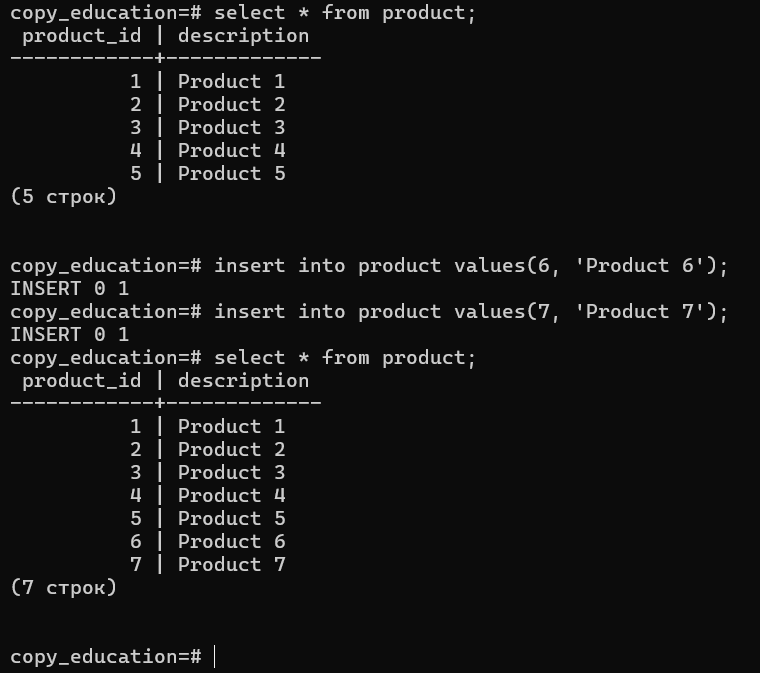 copy_education=# select * from product;
 product_id | description
------------+-------------
          1 | Product 1
          2 | Product 2
          3 | Product 3
          4 | Product 4
          5 | Product 5
(5 строк)
copy_education=# insert into product values(6, 'Product 6');
INSERT 0 1
copy_education=# insert into product values(7, 'Product 7');
INSERT 0 1
copy_education=# select * from product;
 product_id | description
------------+-------------
          1 | Product 1
          2 | Product 2
          3 | Product 3
          4 | Product 4
          5 | Product 5
          6 | Product 6
          7 | Product 7
(7 строк)
copy_education=#